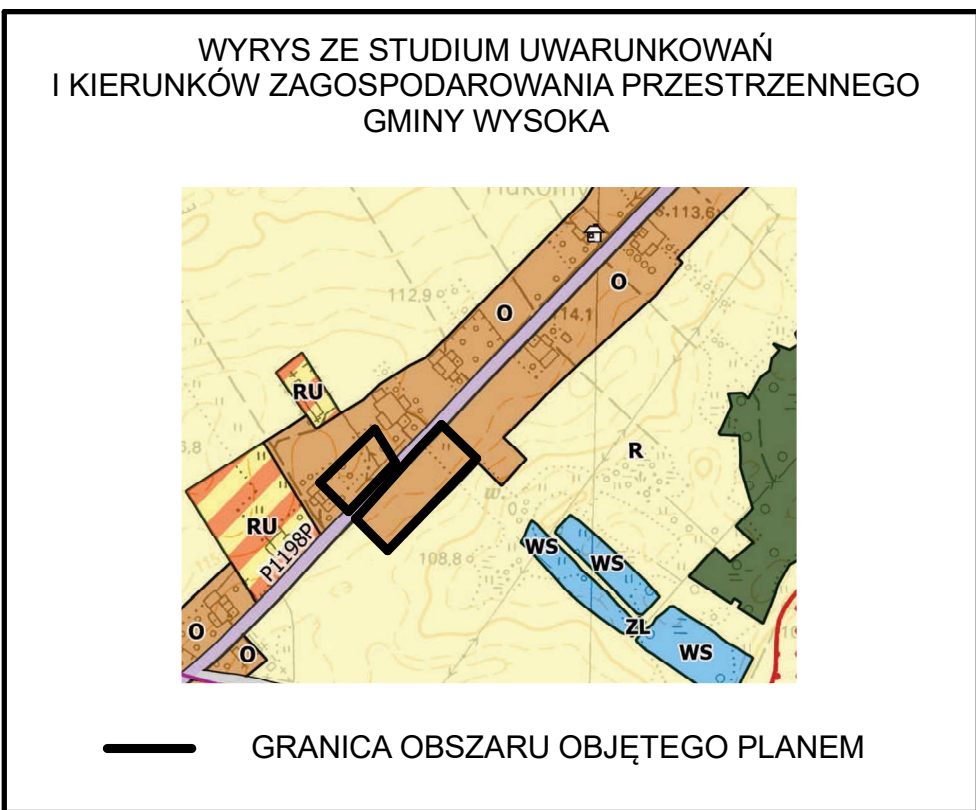 WYRYS ZE STUDIUM UWARUNKOWAŃ
I KIERUNKÓW ZAGOSPODAROWANIA PRZESTRZENNEGO
GMINY WYSOKA
113,6
O
112,9
O
114.1
RU
R
RU
P1198P
108,8
WS
WS
O
ZL
O
WS
GRANICA OBSZARU OBJĘTEGO PLANEM